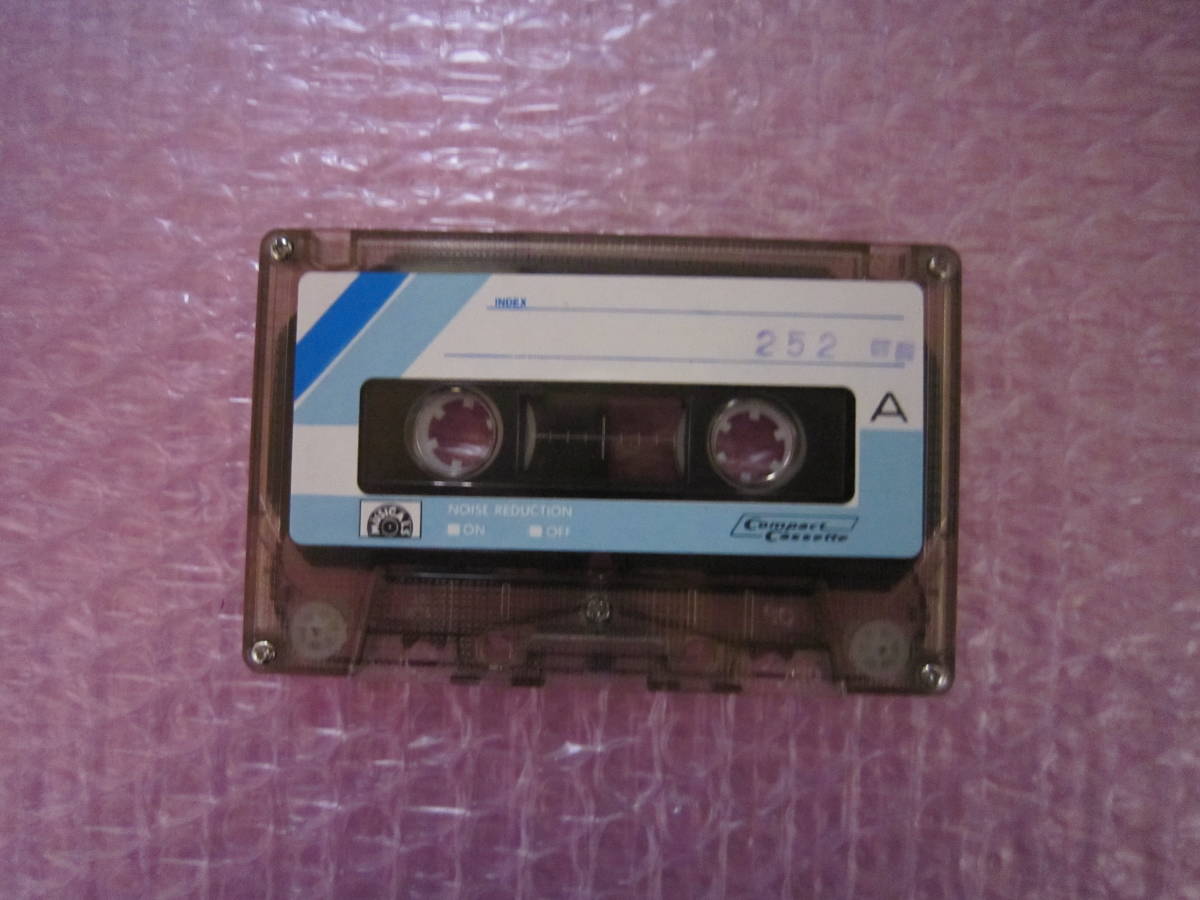 INDEX
252
A
NOISE REDUCTION
ON OFF
Compact
Cassette